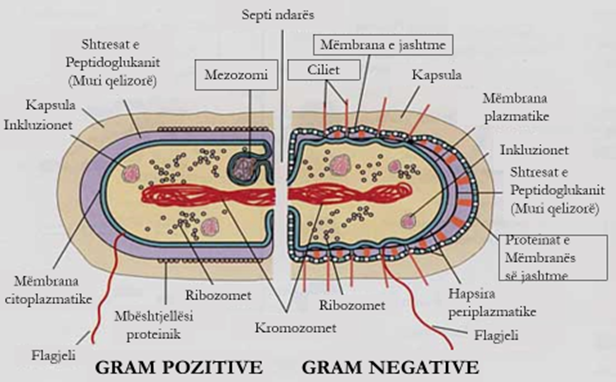 Septi ndarës
Shtresat e
Peptidoglukanit
(Muri qelizorë)
Mezozomi
Kapsula
Inkluzionet
Mëmbrana
citoplazmatike
Flagjeli
Mbështjellësi
proteinik
Ribozomet
Kromozomet
Mëmbrana e jashtme
Ciliet
Kapsula
Mëmbrana
plazmatike
Inkluzionet
Shtresat e
Peptidoglukanit
(Muri qelizorë)
Proteinat e
Mëmbranës
së jashtme
Hapsira
periplazmatike
Ribozomet
Flagjeli
GRAM POZITIVE
GRAM NEGATIVE